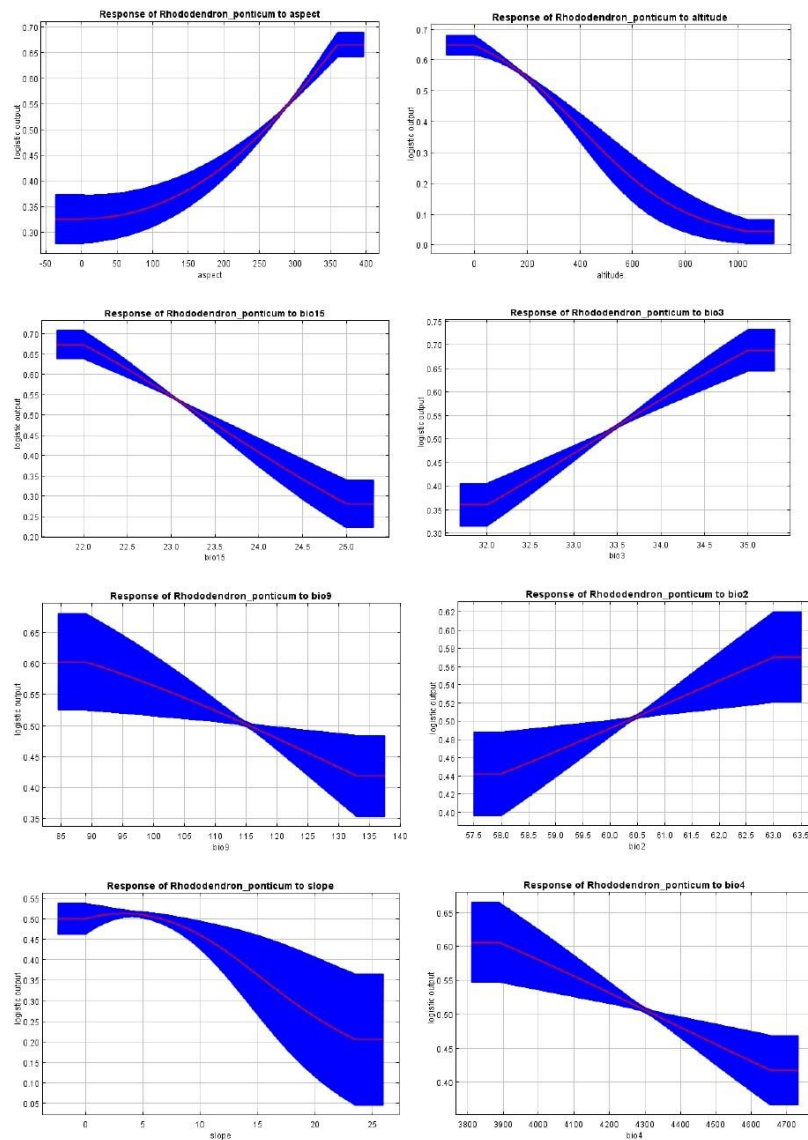 Response of Rhododendron_ponticum to aspect
logistic output
0.70
0.65
0.60
0.55
0.50
0.45
0.40
0.35
0.30
-50 0 50 100 150 200 250 300 350 400
aspect
Response of Rhododendron_ponticum to altitude
logistic output
0.7
0.6
0.5
0.4
0.3
0.2
0.1
0.0
0 200 400 600 800 1000
altitude
Response of Rhododendron_ponticum to bio15
logistic output
0.70
0.65
0.60
0.55
0.50
0.45
0.40
0.35
0.30
0.25
0.20
22.0 22.5 23.0 23.5 24.0 24.5 25.0
bio15
Response of Rhododendron_ponticum to bio3
logistic output
0.75
0.70
0.65
0.60
0.55
0.50
0.45
0.40
0.35
0.30
32.0 32.5 33.0 33.5 34.0 34.5 35.0
bio3
Response of Rhododendron_ponticum to bio9
logistic output
0.65
0.60
0.55
0.50
0.45
0.40
0.35
85 90 95 100 105 110 115 120 125 130 135 140
bio9
Response of Rhododendron_ponticum to bio2
logistic output
0.62
0.60
0.58
0.56
0.54
0.52
0.50
0.48
0.46
0.44
0.42
0.40
57.5 58.0 58.5 59.0 59.5 60.0 60.5 61.0 61.5 62.0 62.5 63.0 63.5
bio2
Response of Rhododendron_ponticum to slope
logistic output
0.55
0.50
0.45
0.40
0.35
0.30
0.25
0.20
0.15
0.10
0.05
0 5 10 15 20 25
slope
Response of Rhododendron_ponticum to bio4
logistic output
0.65
0.60
0.55
0.50
0.45
0.40
3800 3900 4000 4100 4200 4300 4400 4500 4600 4700
bio4